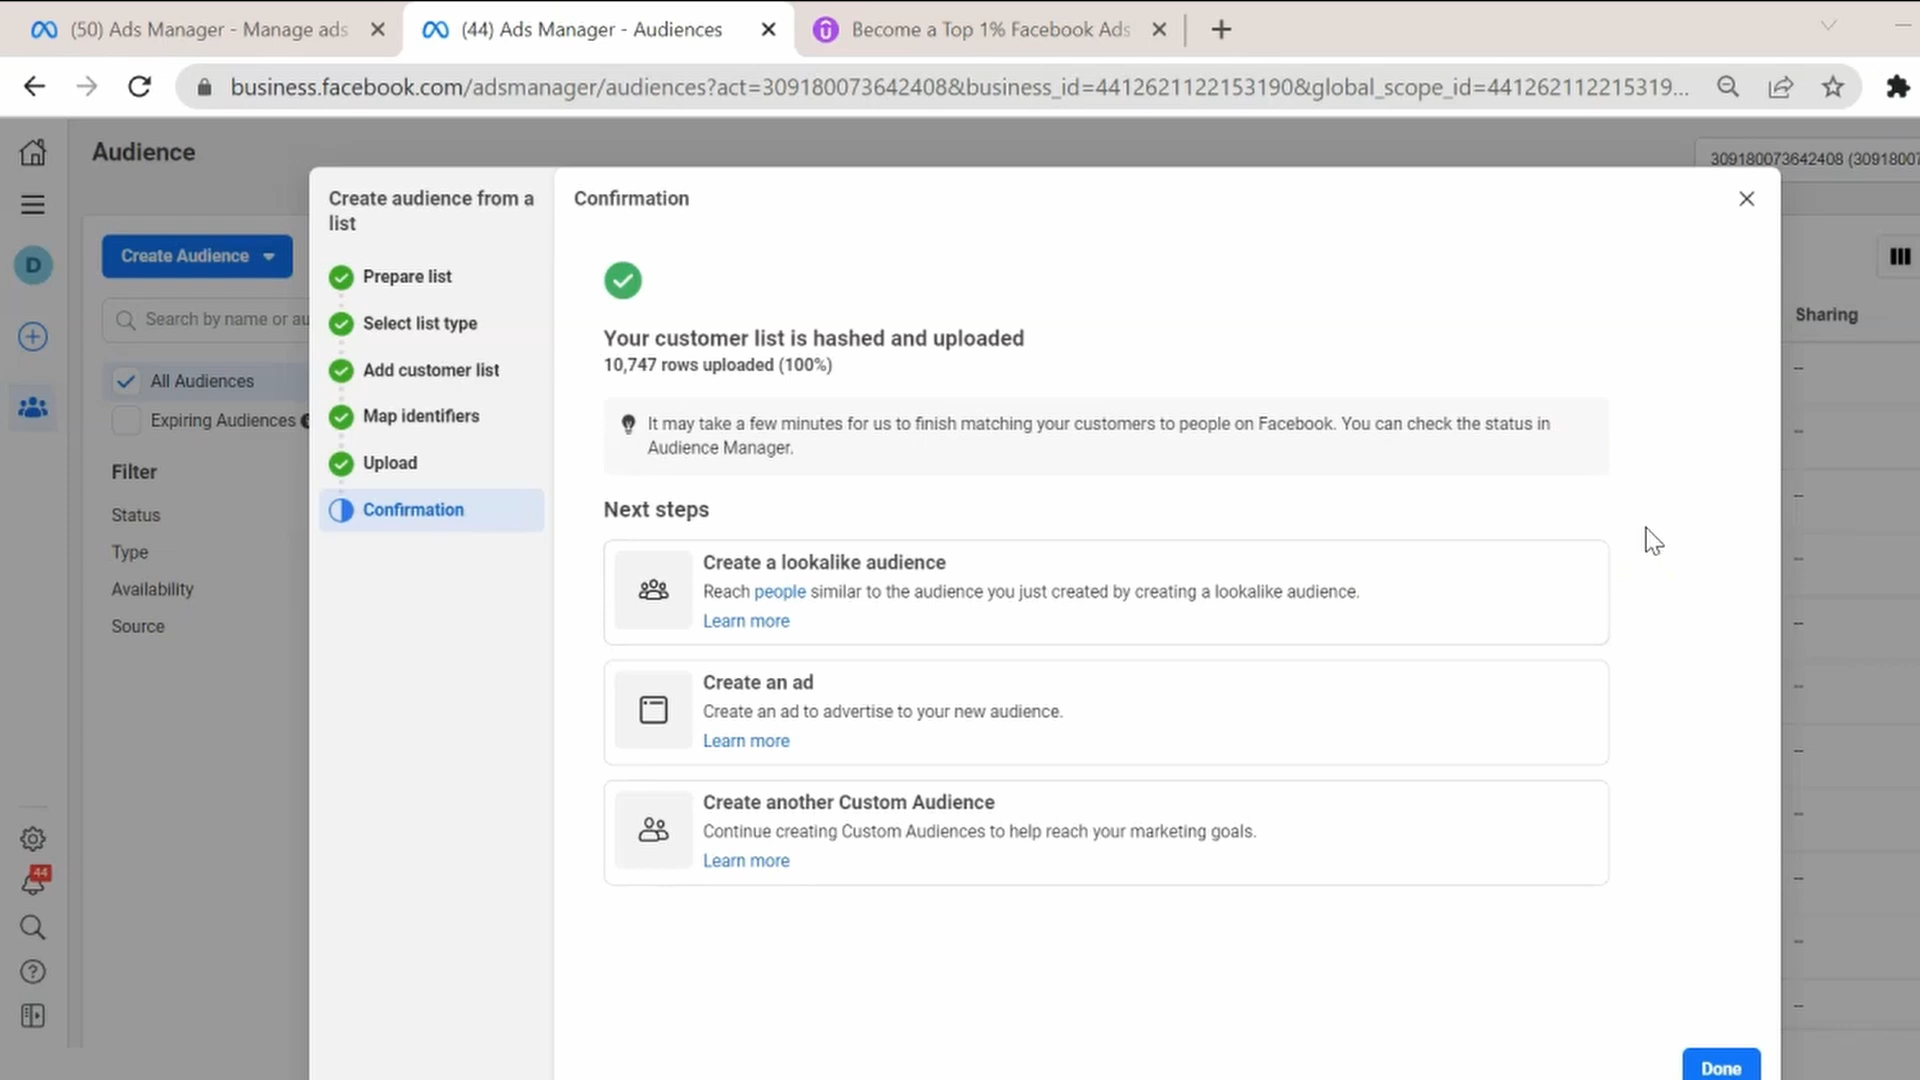 (50) Ads Manager - Manage ads
(44) Ads Manager - Audiences
Become a Top 1% Facebook Ads
business.facebook.com/adsmanager/audiences?act=309180073642408&business_id=4412621122153190&global_scope_id=441262112215319...
Audience
309180073642408 (3091800
Create Audience
Search by name or au
All Audiences
Expiring Audiences
Filter
Status
Type
Availability
Source
D
44
Create audience from a
list
Prepare list
Select list type
Add customer list
Map identifiers
Upload
Confirmation
Confirmation
Your customer list is hashed and uploaded
10,747 rows uploaded (100%)
It may take a few minutes for us to finish matching your customers to people on Facebook. You can check the status in
Audience Manager.
Next steps
Create a lookalike audience
Reach people similar to the audience you just created by creating a lookalike audience.
Learn more
Create an ad
Create an ad to advertise to your new audience.
Learn more
Create another Custom Audience
Continue creating Custom Audiences to help reach your marketing goals.
Learn more
Done
Sharing
--
--
--
--
--
--
--
--
--
--
--